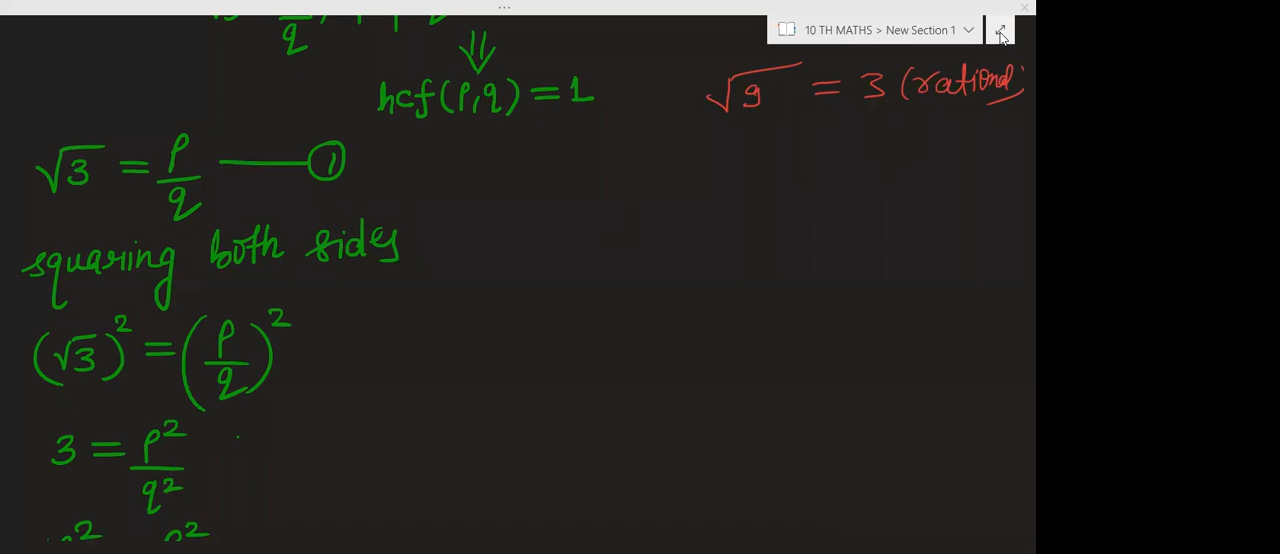 10 TH MATHS > New Section 1
hcf(p,q) = 1
√9 = 3 (rational)
√3 = p/q ——— ①
squaring both sides
(√3)² = (p/q)²
3 = p²/q²